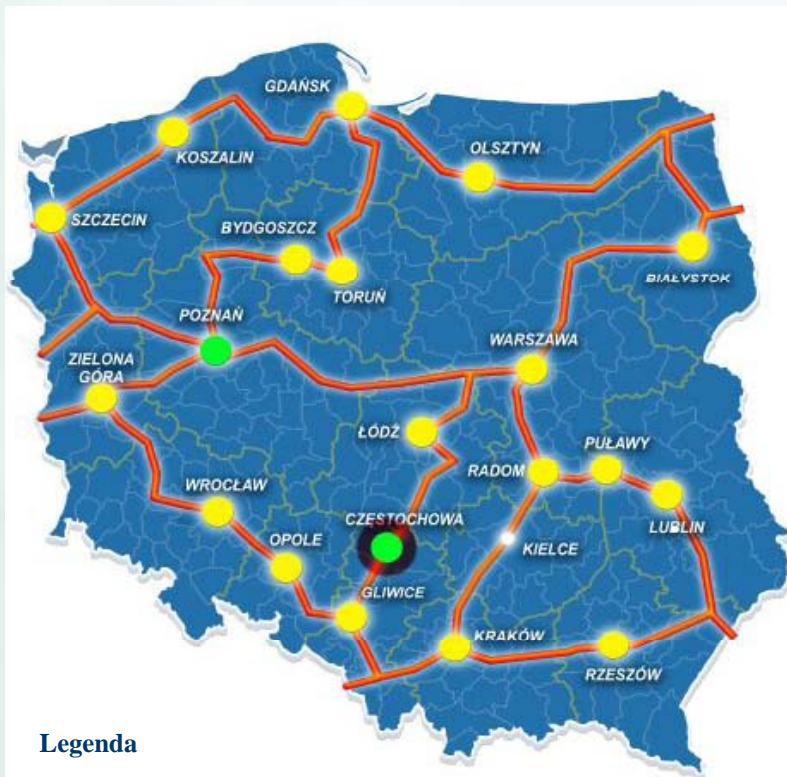 GDAŃSK
KOSZALIN
OLSZTYN
SZCZECIN
BYDGOSZCZ
BIAŁYSTOK
TORUŃ
POZNAŃ
WARSZAWA
ZIELONA
GÓRA
ŁÓDŹ
PUŁAWY
RADOM
WROCŁAW
CZĘSTOCHOWA
LUBLIN
OPOLE
KIELCE
GLIWICE
KRAKÓW
RZESZÓW
Legenda